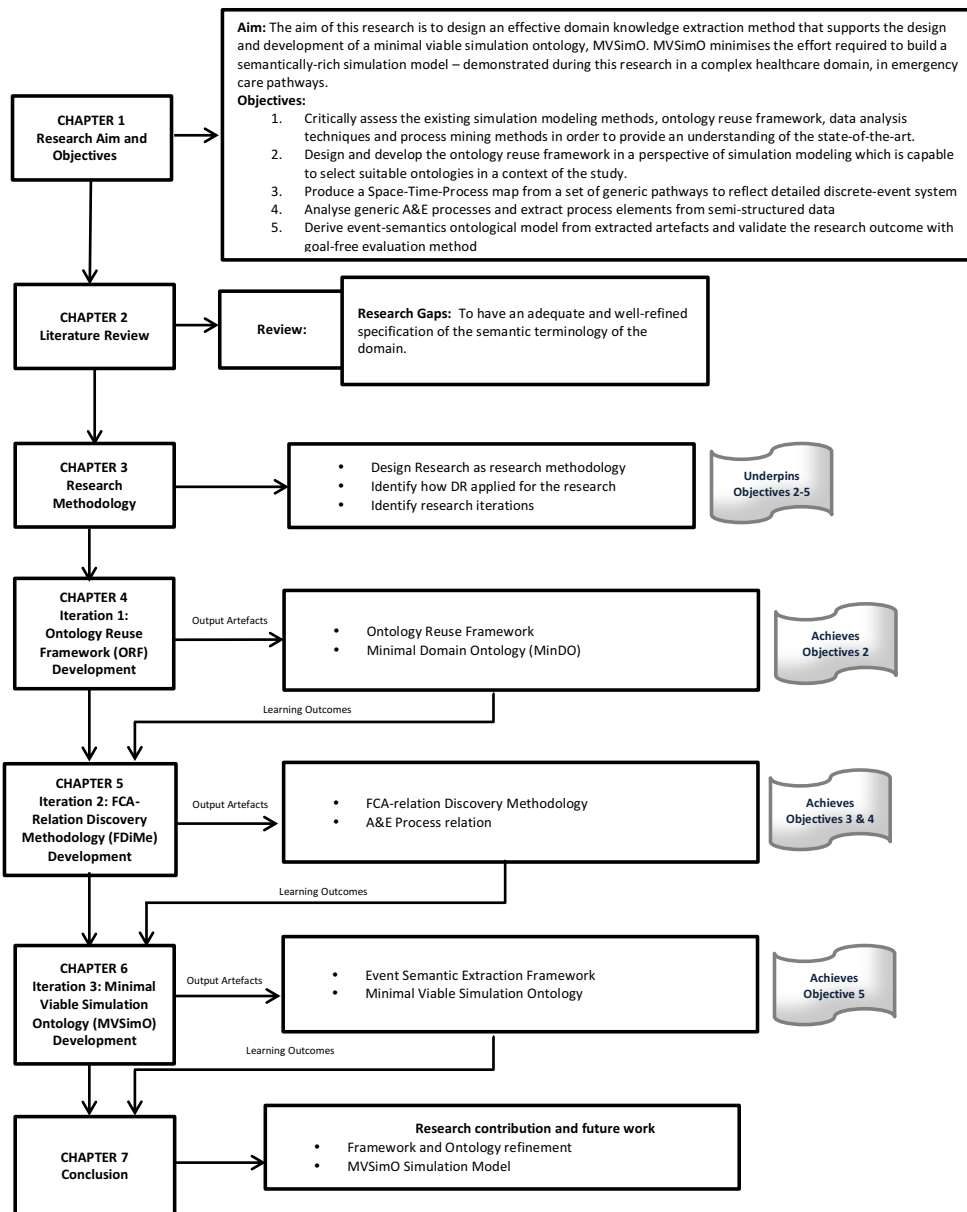 Aim: The aim of this research is to design an effective domain knowledge extraction method that supports the design
and development of a minimal viable simulation ontology, MVSimO. MVSimO minimises the effort required to build a
semantically-rich simulation model – demonstrated during this research in a complex healthcare domain, in emergency
care pathways.
Objectives:
1. Critically assess the existing simulation modeling methods, ontology reuse framework, data analysis
techniques and process mining methods in order to provide an understanding of the state-of-the-art.
2. Design and develop the ontology reuse framework in a perspective of simulation modeling which is capable
to select suitable ontologies in a context of the study.
3. Produce a Space-Time-Process map from a set of generic pathways to reflect detailed discrete-event system
4. Analyse generic A&E processes and extract process elements from semi-structured data
5. Derive event-semantics ontological model from extracted artefacts and validate the research outcome with
goal-free evaluation method
CHAPTER 1
Research Aim and
Objectives
CHAPTER 2
Literature Review
Review:
Research Gaps: To have an adequate and well-refined
specification of the semantic terminology of the
domain.
CHAPTER 3
Research
Methodology
• Design Research as research methodology
• Identify how DR applied for the research
• Identify research iterations
Underpins
Objectives 2-5
CHAPTER 4
Iteration 1:
Ontology Reuse
Framework (ORF)
Development
Output Artefacts
• Ontology Reuse Framework
• Minimal Domain Ontology (MinDO)
Achieves
Objectives 2
Learning Outcomes
CHAPTER 5
Iteration 2: FCA-
Relation Discovery
Methodology (FDiMe)
Development
Output Artefacts
• FCA-relation Discovery Methodology
• A&E Process relation
Achieves
Objectives 3 & 4
Learning Outcomes
CHAPTER 6
Iteration 3: Minimal
Viable Simulation
Ontology (MVSimO)
Development
Output Artefacts
• Event Semantic Extraction Framework
• Minimal Viable Simulation Ontology
Achieves
Objective 5
Learning Outcomes
CHAPTER 7
Conclusion
Research contribution and future work
• Framework and Ontology refinement
• MVSimO Simulation Model